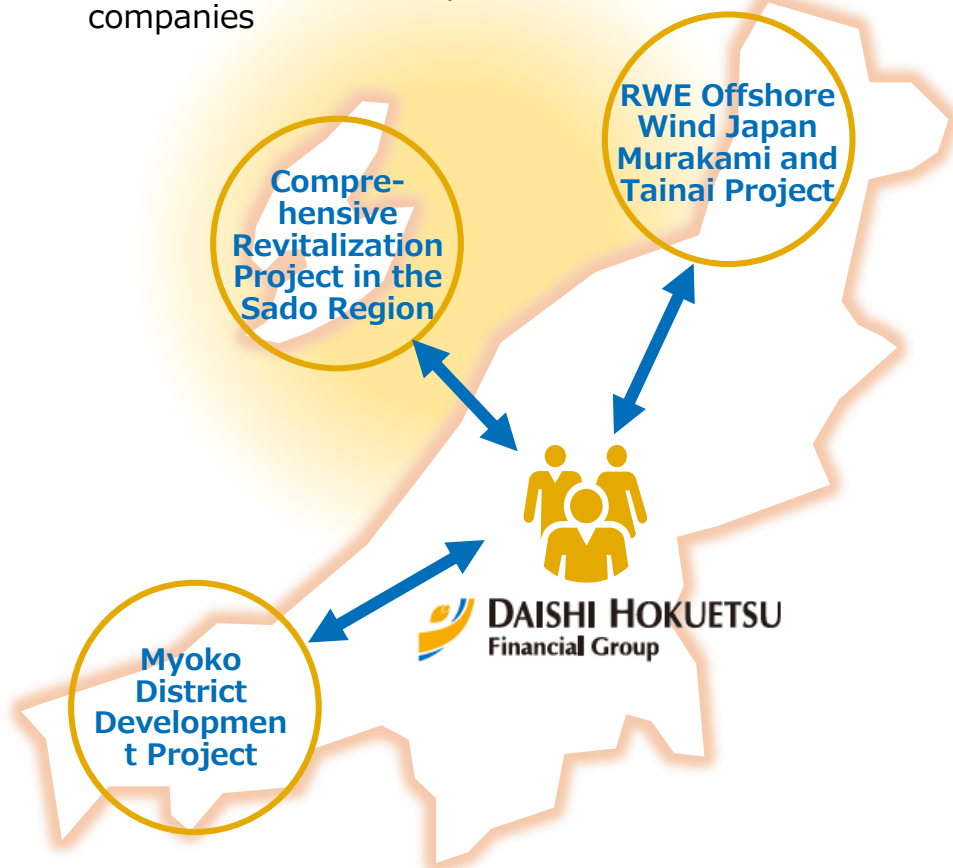 companies
RWE Offshore
Wind Japan
Murakami and
Tainai Project
Compre-
hensive
Revitalization
Project in the
Sado Region
DAISHI HOKUETSU
Financial Group
Myoko
District
Developmen
t Project